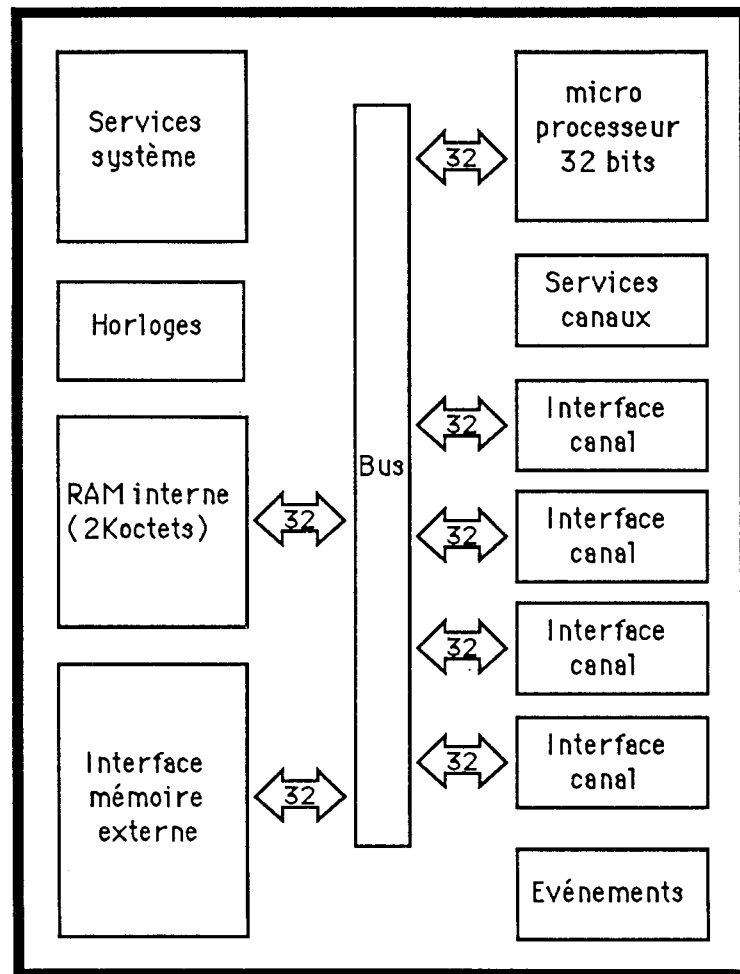 Services
système
Horloges
RAM interne
(2Koctets)
32
Interface
mémoire
externe
32
Bus
32
micro
processeur
32 bits
Services
canaux
32
Interface
canal
32
Interface
canal
32
Interface
canal
32
Interface
canal
Evénements